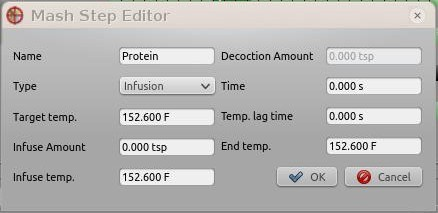 Mash Step Editor
Name Protein Decoction Amount 0.000 tsp
Type Infusion Time 0.000 s
Target temp. 152.600 F Temp. lag time 0.000 s
Infuse Amount 0.000 tsp End temp. 152.600 F
Infuse temp. 152.600 F OK Cancel